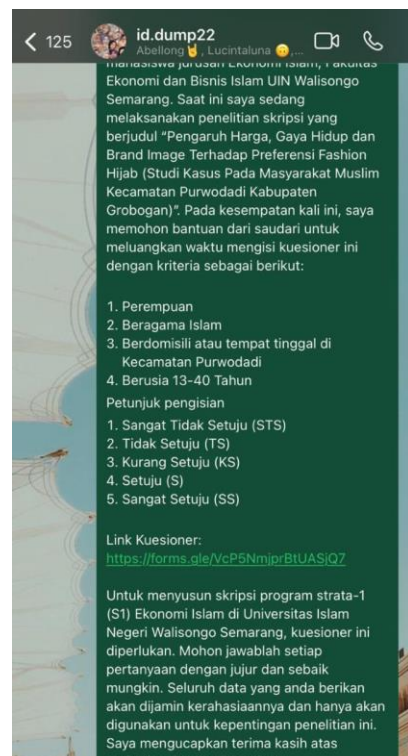 125
id.dump22
Abellong🤘, Lucintaluna 🙂,...
mahasiswa jurusan Ekonomi Islam, Fakultas
Ekonomi dan Bisnis Islam UIN Walisongo
Semarang. Saat ini saya sedang
melaksanakan penelitian skripsi yang
berjudul “Pengaruh Harga, Gaya Hidup dan
Brand Image Terhadap Preferensi Fashion
Hijab (Studi Kasus Pada Masyarakat Muslim
Kecamatan Purwodadi Kabupaten
Grobogan)”. Pada kesempatan kali ini, saya
memohon bantuan dari saudari untuk
meluangkan waktu mengisi kuesioner ini
dengan kriteria sebagai berikut:
1. Perempuan
2. Beragama Islam
3. Berdomisili atau tempat tinggal di
Kecamatan Purwodadi
4. Berusia 13-40 Tahun
Petunjuk pengisian
1. Sangat Tidak Setuju (STS)
2. Tidak Setuju (TS)
3. Kurang Setuju (KS)
4. Setuju (S)
5. Sangat Setuju (SS)
Link Kuesioner:
https://forms.gle/VcP5NmjprBtUASjQ7
Untuk menyusun skripsi program strata-1
(S1) Ekonomi Islam di Universitas Islam
Negeri Walisongo Semarang, kuesioner ini
diperlukan. Mohon jawablah setiap
pertanyaan dengan jujur dan sebaik
mungkin. Seluruh data yang anda berikan
akan dijamin kerahasiaannya dan hanya akan
digunakan untuk kepentingan penelitian ini.
Saya mengucapkan terima kasih atas